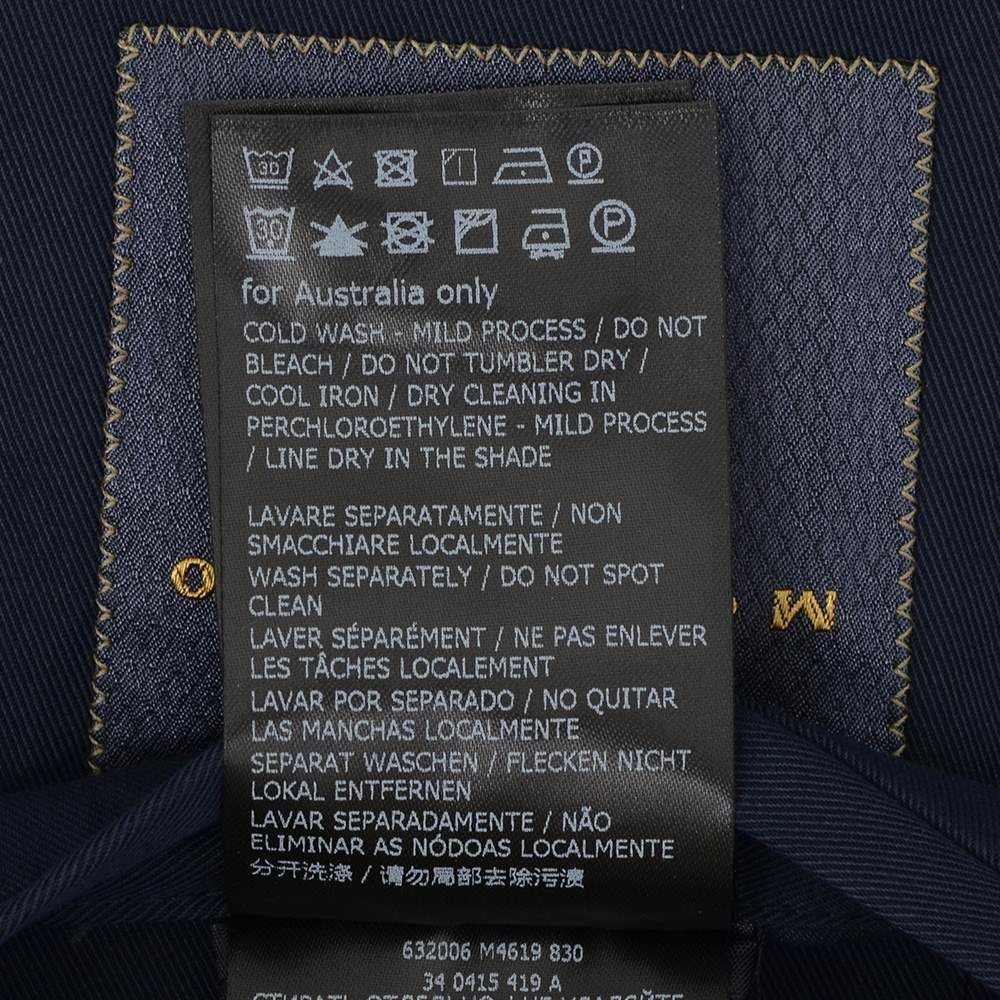 30 P
30 P
for Australia only
COLD WASH - MILD PROCESS / DO NOT
BLEACH / DO NOT TUMBLER DRY /
COOL IRON / DRY CLEANING IN
PERCHLOROETHYLENE - MILD PROCESS
/ LINE DRY IN THE SHADE
LAVARE SEPARATAMENTE / NON
SMACCHIARE LOCALMENTE
WASH SEPARATELY / DO NOT SPOT
CLEAN
LAVER SÉPARÉMENT / NE PAS ENLEVER
LES TÂCHES LOCALEMENT
LAVAR POR SEPARADO / NO QUITAR
LAS MANCHAS LOCALMENTE
SEPARAT WASCHEN / FLECKEN NICHT
LOKAL ENTFERNEN
LAVAR SEPARADAMENTE / NÃO
ELIMINAR AS NÓDOAS LOCALMENTE
分开洗涤 / 请勿局部去除污渍
O M
632006 M4619 830
34 0415 419 A